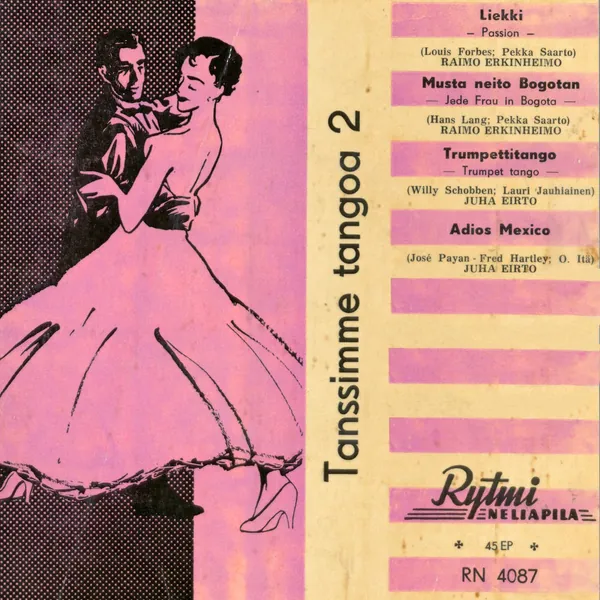 Tanssimme tangoa 2
Liekki
— Passion —
(Louis Forbes; Pekka Saarto)
RAIMO ERKINHEIMO
Musta neito Bogotan
— Jede Frau in Bogota —
(Hans Lang; Pekka Saarto)
RAIMO ERKINHEIMO
Trumpettitango
— Trumpet tango —
(Willy Schobben; Lauri Jauhiainen)
JUHA EIRTO
Adios Mexico
(José Payan - Fred Hartley; O. Itä)
JUHA EIRTO
Rytmi
NELIAPILA
45 EP
RN 4087